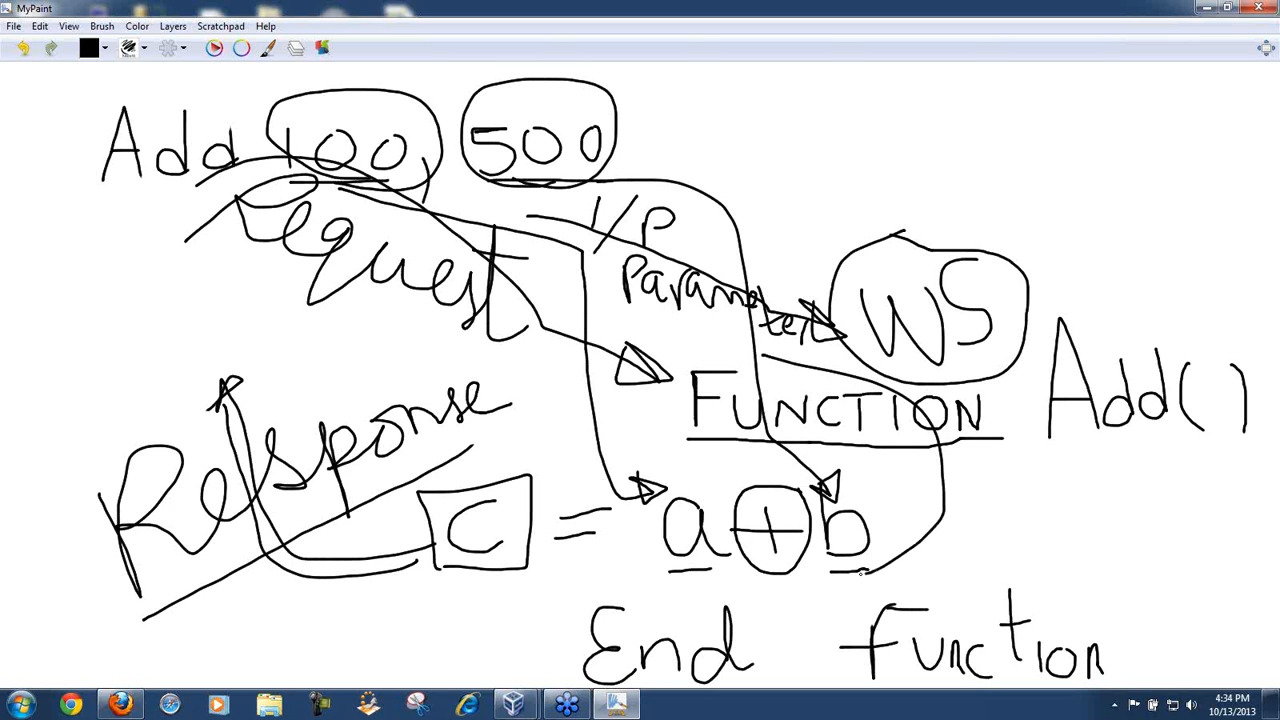 MyPaint
File Edit View Brush Color Layers Scratchpad Help
Add 100, 500
Request
I/P
Parameter
WS
FUNCTION Add( )
Response
C = a + b
End Function
4:34 PM
10/13/2013